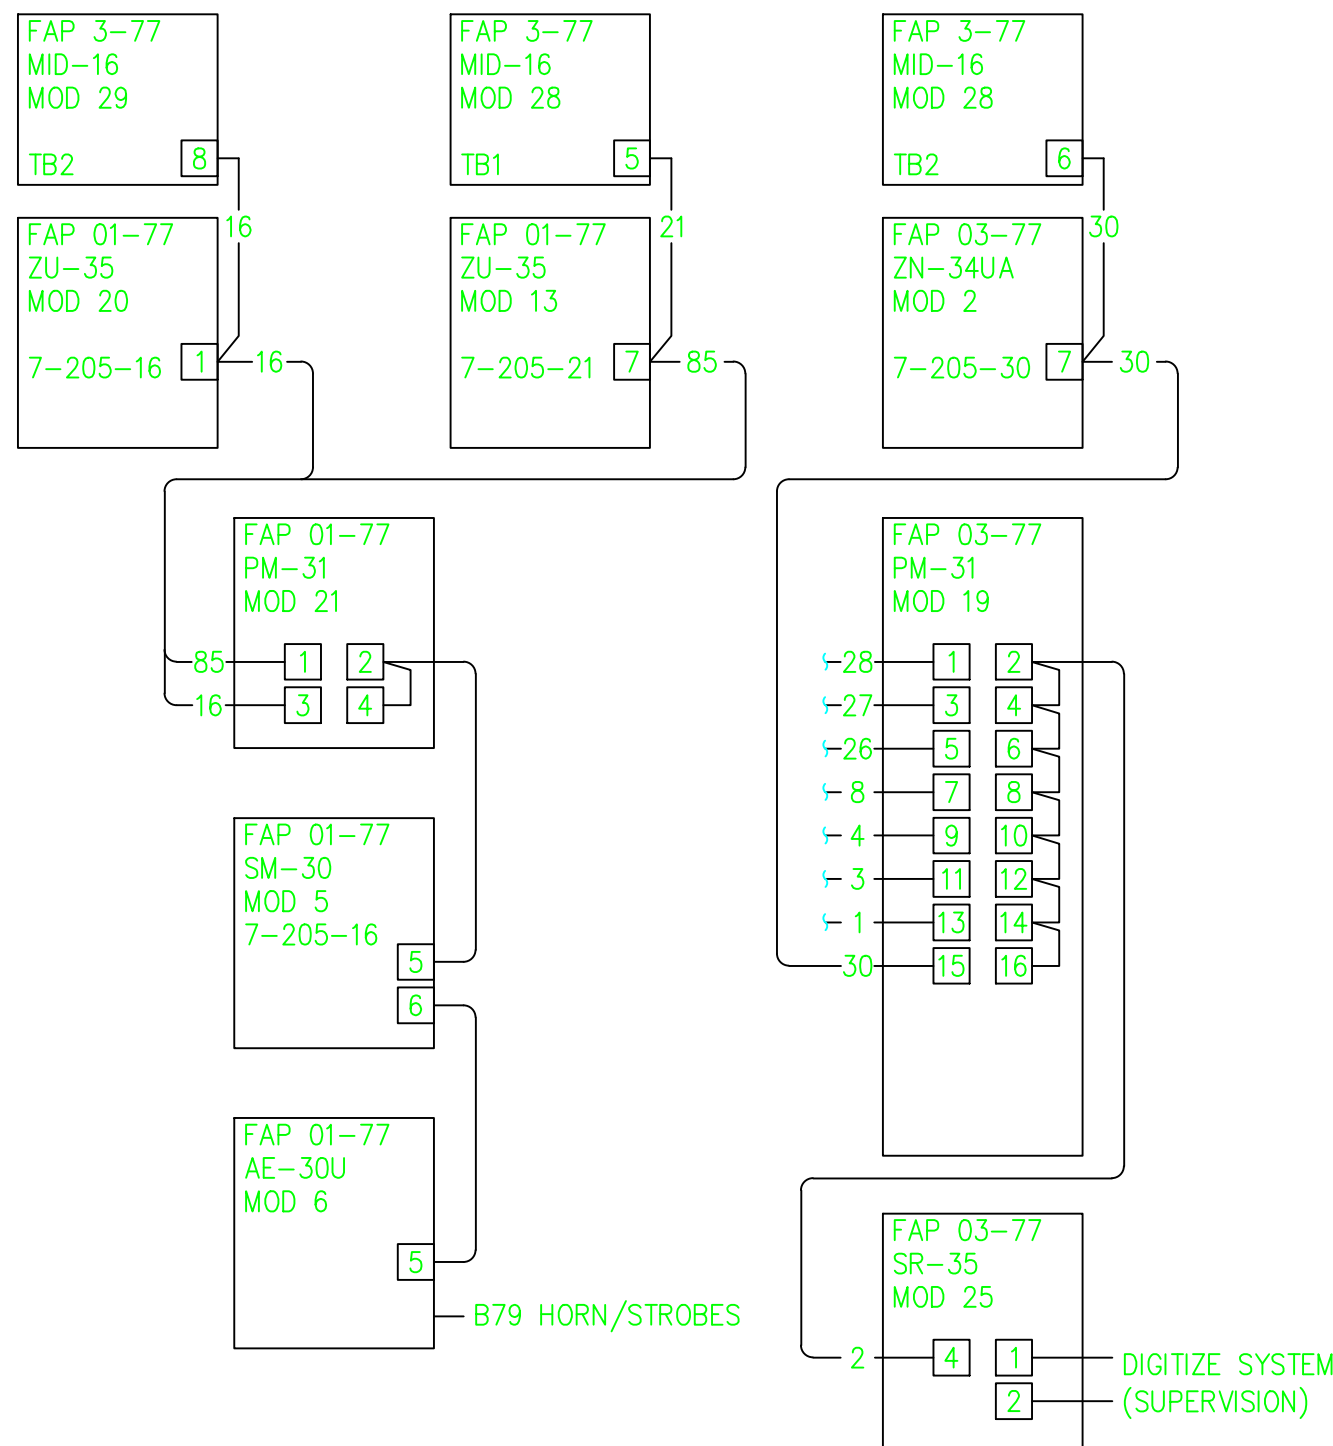 FAP 3-77
MID-16
MOD 29
TB2
8
16
FAP 01-77
ZU-35
MOD 20
7-205-16
1
16
FAP 3-77
MID-16
MOD 28
TB1
5
21
FAP 01-77
ZU-35
MOD 13
7-205-21
7
85
FAP 3-77
MID-16
MOD 28
TB2
6
30
FAP 03-77
ZN-34UA
MOD 2
7-205-30
7
30
FAP 01-77
PM-31
MOD 21
85 1 2
16 3 4
FAP 01-77
SM-30
MOD 5
7-205-16
5
6
FAP 01-77
AE-30U
MOD 6
5
B79 HORN/STROBES
FAP 03-77
PM-31
MOD 19
28 1 2
27 3 4
26 5 6
8 7 8
4 9 10
3 11 12
1 13 14
30 15 16
FAP 03-77
SR-35
MOD 25
2 4 1 DIGITIZE SYSTEM
2 (SUPERVISION)